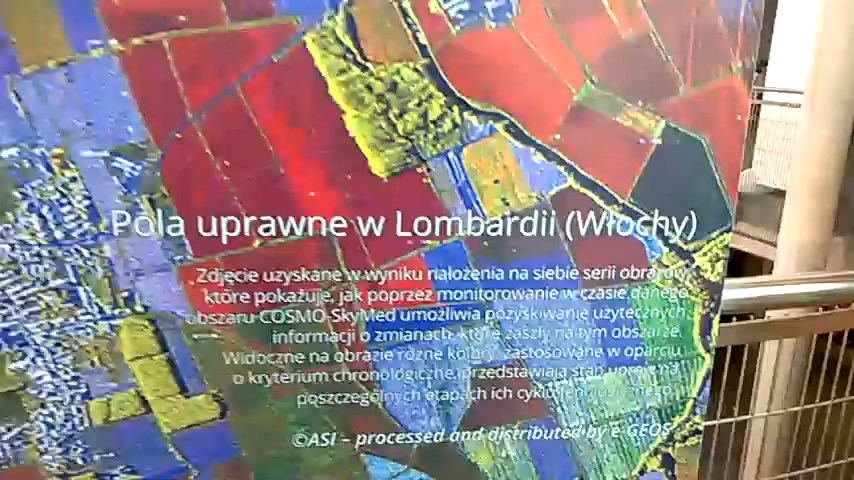 Pola uprawne w Lombardii (Włochy)
Zdjęcie uzyskane w wyniku nałożenia na siebie serii obrazów,
które pokazuje, jak poprzez monitorowanie w czasie danego
obszaru COSMO-SkyMed umożliwia pozyskiwanie użytecznych
informacji o zmianach, które zaszły na tym obszarze.
Widoczne na obrazie różne kolory, zastosowane w oparciu
o kryterium chronologiczne, przedstawiają stan upraw na
poszczególnych etapach ich cyklu
©ASI – processed and distributed by e-GEOS